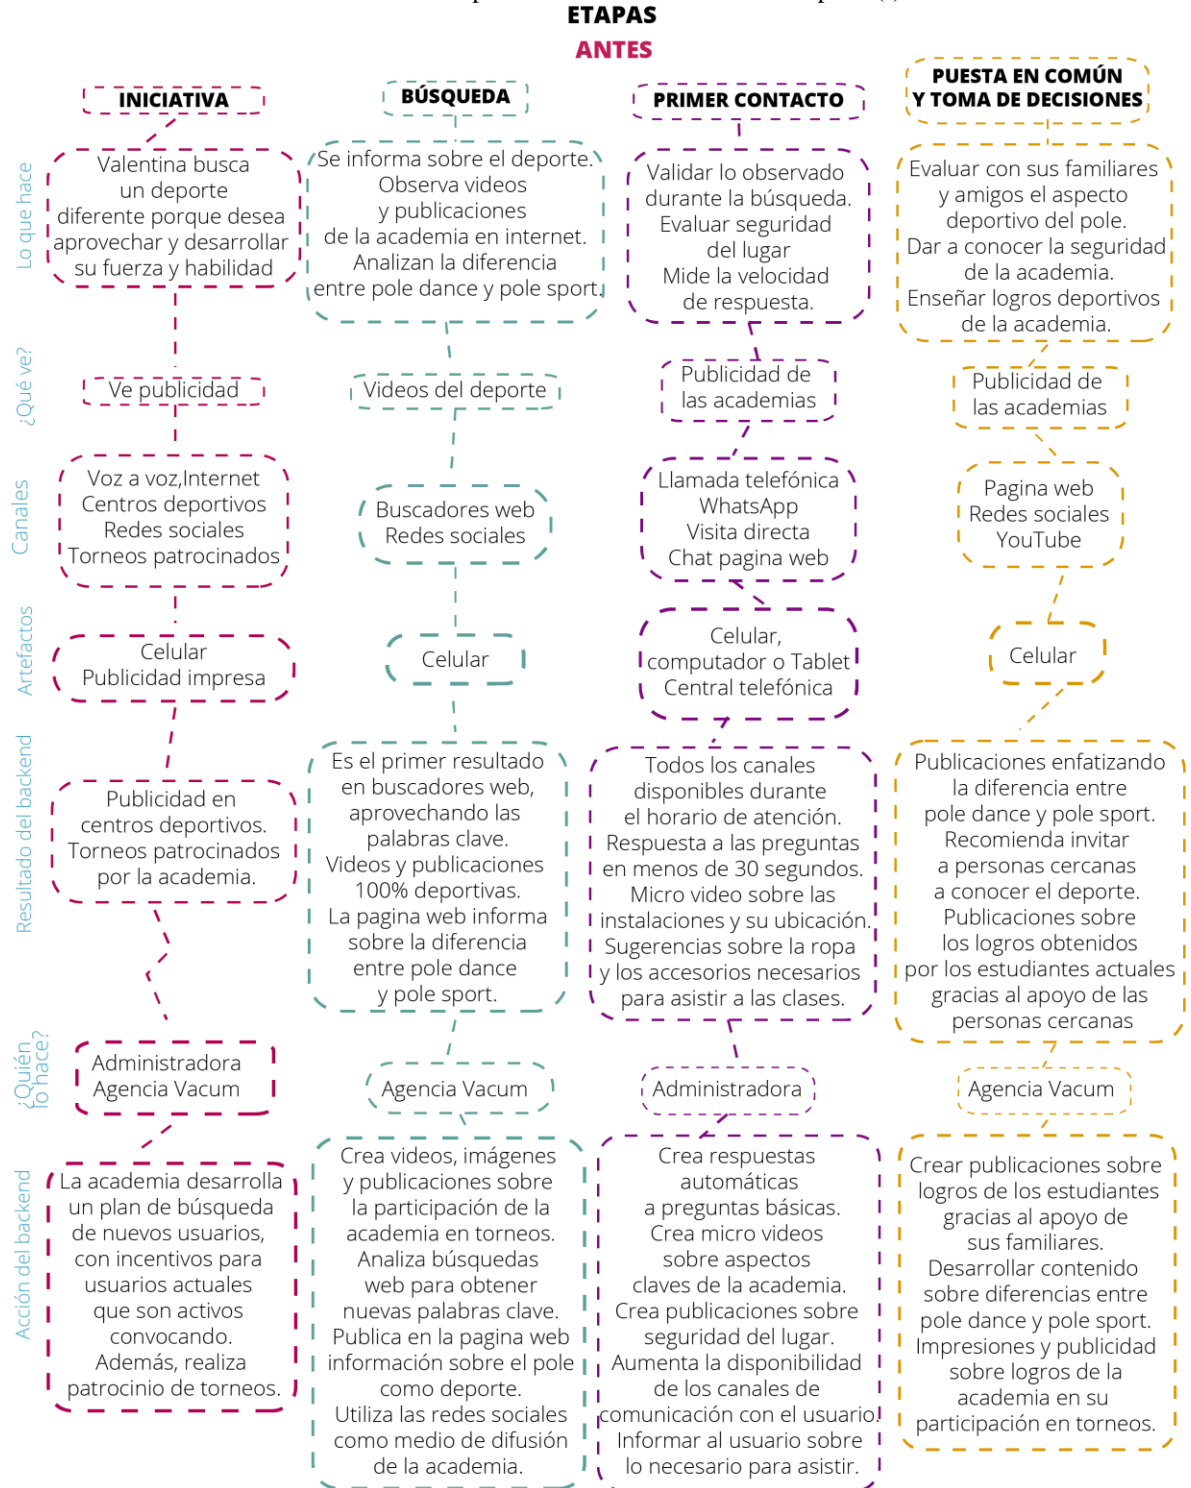 ETAPAS
ANTES
INICIATIVA
Lo que hace
Valentina busca
un deporte
diferente porque desea
aprovechar y desarrollar
su fuerza y habilidad
¿Qué ve?
Ve publicidad
Canales
Voz a voz,Internet
Centros deportivos
Redes sociales
Torneos patrocinados
Artefactos
Celular
Publicidad impresa
Resultado del backend
Publicidad en
centros deportivos.
Torneos patrocinados
por la academia.
¿Quién
lo hace?
Administradora
Agencia Vacum
Acción del backend
La academia desarrolla
un plan de búsqueda
de nuevos usuarios,
con incentivos para
usuarios actuales
que son activos
convocando.
Además, realiza
patrocinio de torneos.
BÚSQUEDA
Se informa sobre el deporte.
Observa videos
y publicaciones
de la academia en internet.
Analizan la diferencia
entre pole dance y pole sport.
Videos del deporte
Buscadores web
Redes sociales
Celular
Es el primer resultado
en buscadores web,
aprovechando las
palabras clave.
Videos y publicaciones
100% deportivas.
La pagina web informa
sobre la diferencia
entre pole dance
y pole sport.
Agencia Vacum
Crea videos, imágenes
y publicaciones sobre
la participación de la
academia en torneos.
Analiza búsquedas
web para obtener
nuevas palabras clave.
Publica en la pagina web
información sobre el pole
como deporte.
Utiliza las redes sociales
como medio de difusión
de la academia.
PRIMER CONTACTO
Validar lo observado
durante la búsqueda.
Evaluar seguridad
del lugar
Mide la velocidad
de respuesta.
Publicidad de
las academias
Llamada telefónica
WhatsApp
Visita directa
Chat pagina web
Celular,
computador o Tablet
Central telefónica
Todos los canales
disponibles durante
el horario de atención.
Respuesta a las preguntas
en menos de 30 segundos.
Micro video sobre las
instalaciones y su ubicación.
Sugerencias sobre la ropa
y los accesorios necesarios
para asistir a las clases.
Administradora
Crea respuestas
automáticas
a preguntas básicas.
Crea micro videos
sobre aspectos
claves de la academia.
Crea publicaciones sobre
seguridad del lugar.
Aumenta la disponibilidad
de los canales de
comunicación con el usuario.
Informar al usuario sobre
lo necesario para asistir.
PUESTA EN COMÚN
Y TOMA DE DECISIONES
Evaluar con sus familiares
y amigos el aspecto
deportivo del pole.
Dar a conocer la seguridad
de la academia.
Enseñar logros deportivos
de la academia.
Publicidad de
las academias
Pagina web
Redes sociales
YouTube
Celular
Publicaciones enfatizando
la diferencia entre
pole dance y pole sport.
Recomienda invitar
a personas cercanas
a conocer el deporte.
Publicaciones sobre
los logros obtenidos
por los estudiantes actuales
gracias al apoyo de las
personas cercanas
Agencia Vacum
Crear publicaciones sobre
logros de los estudiantes
gracias al apoyo de
sus familiares.
Desarrollar contenido
sobre diferencias entre
pole dance y pole sport.
Impresiones y publicidad
sobre logros de la
academia en su
participación en torneos.